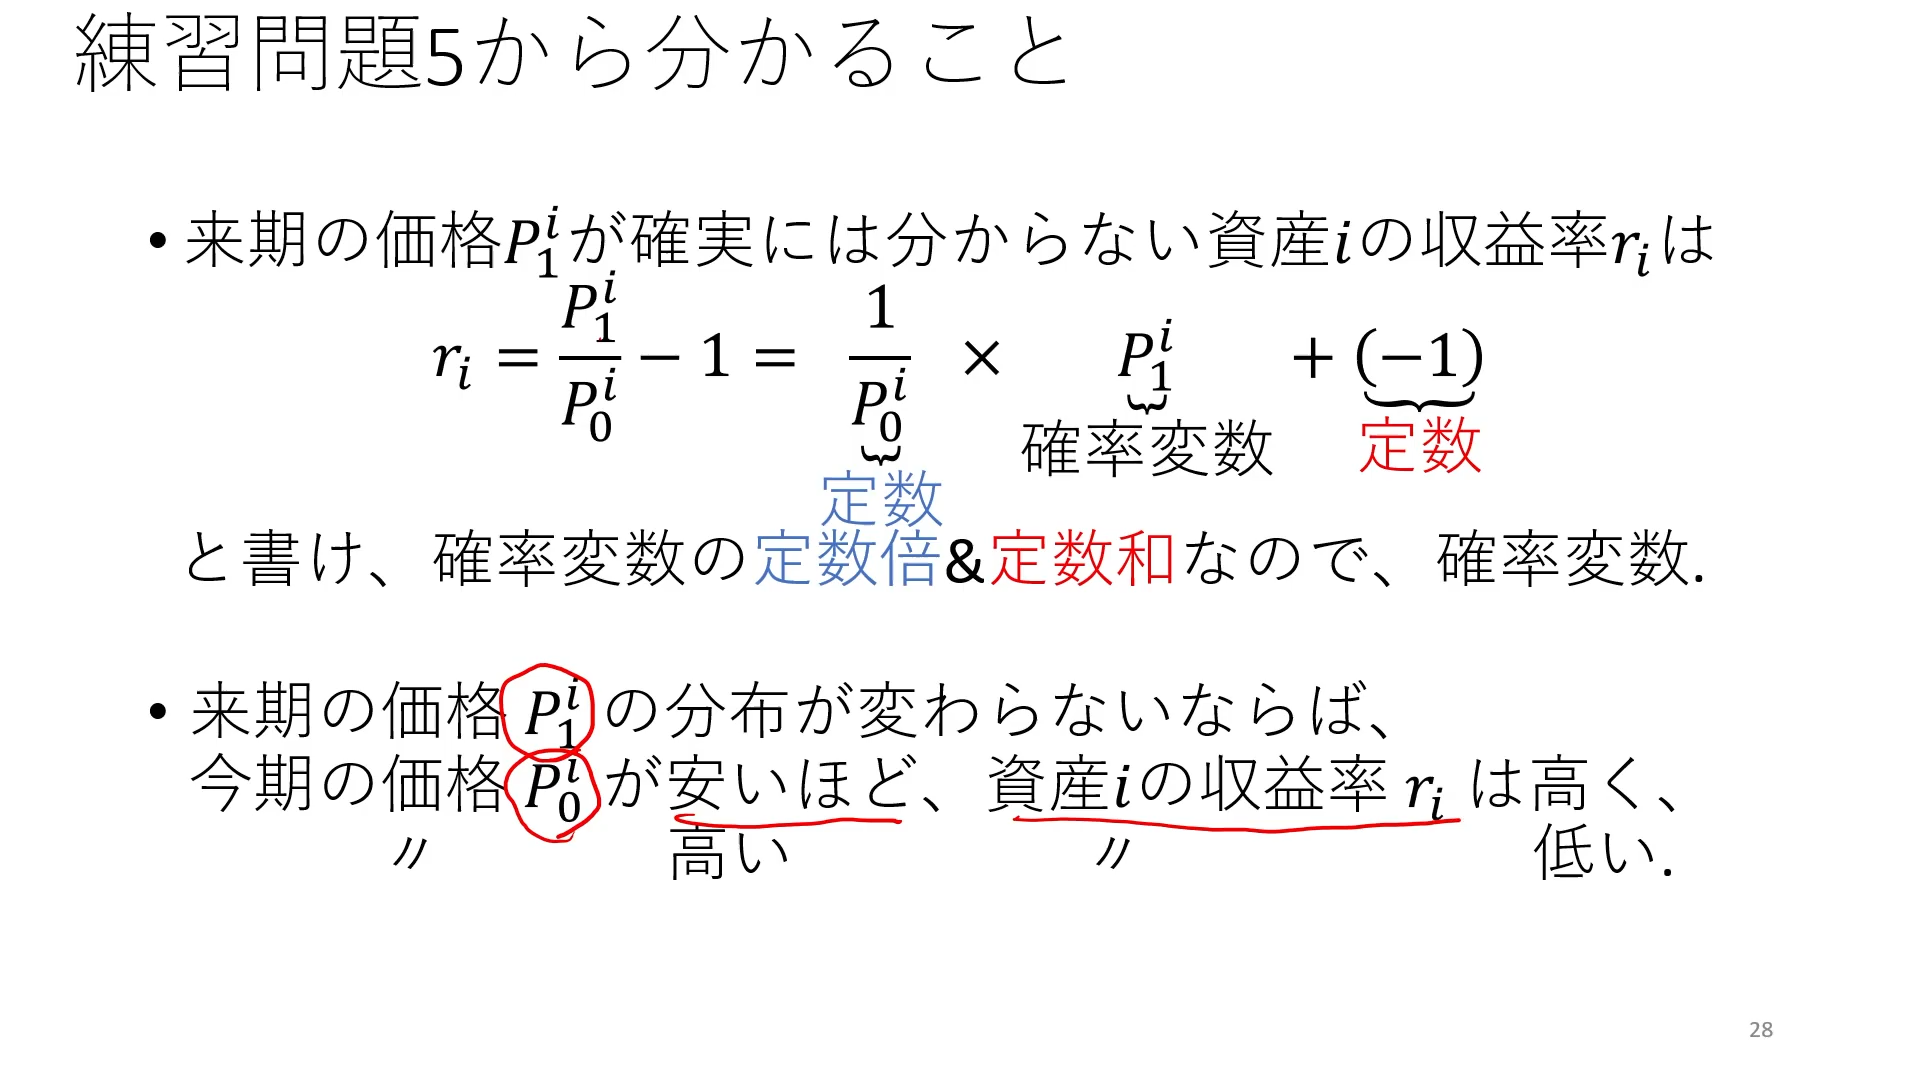 練習問題5から分かること
• 来期の価格P₁ⁱが確実には分からない資産iの収益率rᵢは
rᵢ = P₁ⁱ/P₀ⁱ − 1 = 1/P₀ⁱ × P₁ⁱ + (−1)
確率変数 定数
定数
と書け、確率変数の定数倍&定数和なので、確率変数.
• 来期の価格 P₁ⁱ の分布が変わらないならば、
今期の価格 P₀ⁱ が安いほど、資産iの収益率 rᵢ は高く、
〃 高い 〃 低い.
28